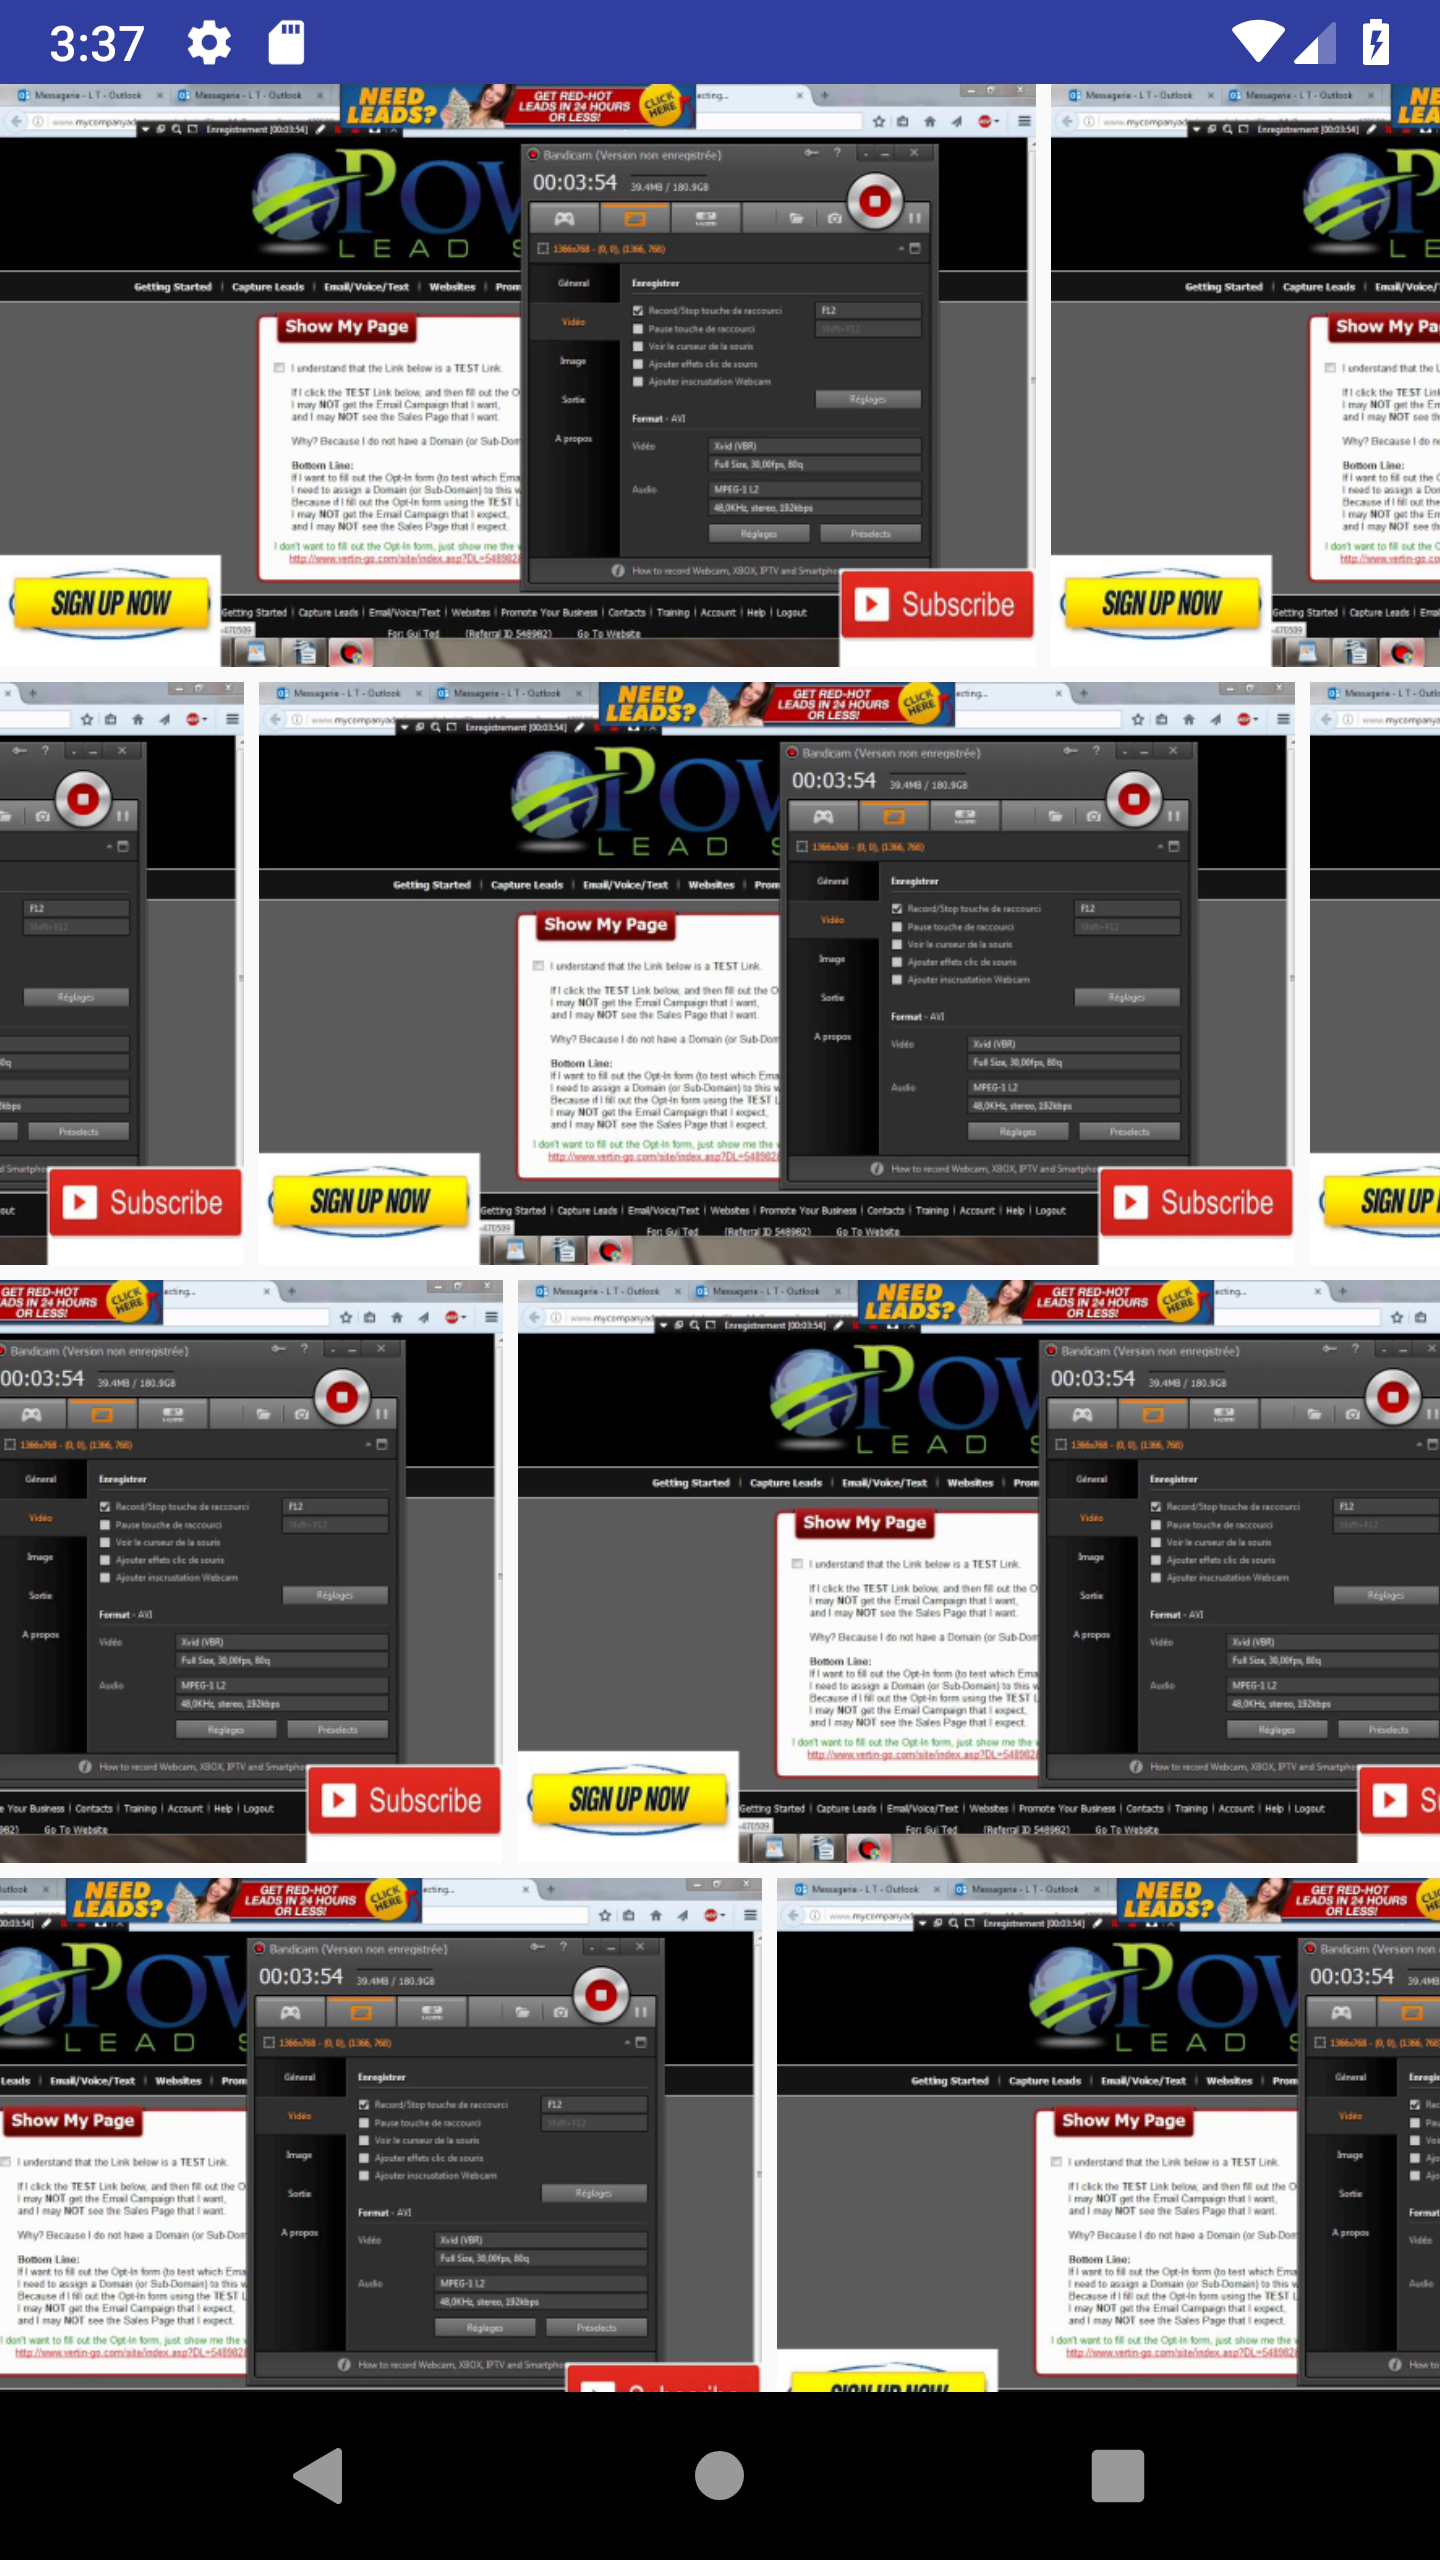 3:37
Messagerie - L T - Outlook
Messagerie - L T - Outlook
NEED LEADS?
GET RED-HOT LEADS IN 24 HOURS OR LESS!
CLICK HERE
ecting...
www.mycompanyad
Enregistrement [00:03:54]
POW
LEAD S
Bandicam (Version non enregistrée)
00:03:54
39.4MB / 180.9GB
1366x768 - (0, 0), (1366, 768)
Getting Started | Capture Leads | Email/Voice/Text | Websites | Prom
Géneral
Vidéo
Image
Sortie
A propos
Enregistrer
Record/Stop touche de raccourci
F12
Pause touche de raccourci
Shift+F12
Voir le curseur de la souris
Ajouter effets clic de souris
Ajouter inscrustation Webcam
Réglages
Format - AVI
Vidéo
Xvid (VBR)
Full Size, 30,00fps, 80q
Audio
MPEG-1 L2
48,0KHz, stereo, 192kbps
Réglages
Préselects
How to record Webcam, XBOX, IPTV and Smartpho
Show My Page
I understand that the Link below is a TEST Link.
If I click the TEST Link below, and then fill out the O
I may NOT get the Email Campaign that I want,
and I may NOT see the Sales Page that I want.
Why? Because I do not have a Domain (or Sub-Dom
Bottom Line:
If I want to fill out the Opt-In form (to test which Ema
I need to assign a Domain (or Sub-Domain) to this w
Because if I fill out the Opt-In form using the TEST L
I may NOT get the Email Campaign that I expect,
and I may NOT see the Sales Page that I expect.
I don't want to fill out the Opt-In form, just show me the
http://www.vertin-go.com/site/index.asp?DL=548982
SIGN UP NOW
Subscribe
Getting Started | Capture Leads | Email/Voice/Text | Websites | Promote Your Business | Contacts | Training | Account | Help | Logout
-470509
For: Gui Ted (Referral ID 548982) Go To Website